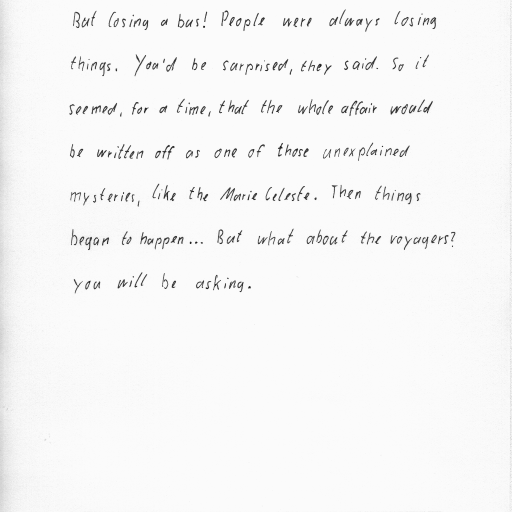 But losing a bus! People were always losing
things. You'd be surprised, they said. So it
seemed, for a time, that the whole affair would
be written off as one of those unexplained
mysteries, like the Marie Celeste. Then things
began to happen... But what about the voyagers?
you will be asking.